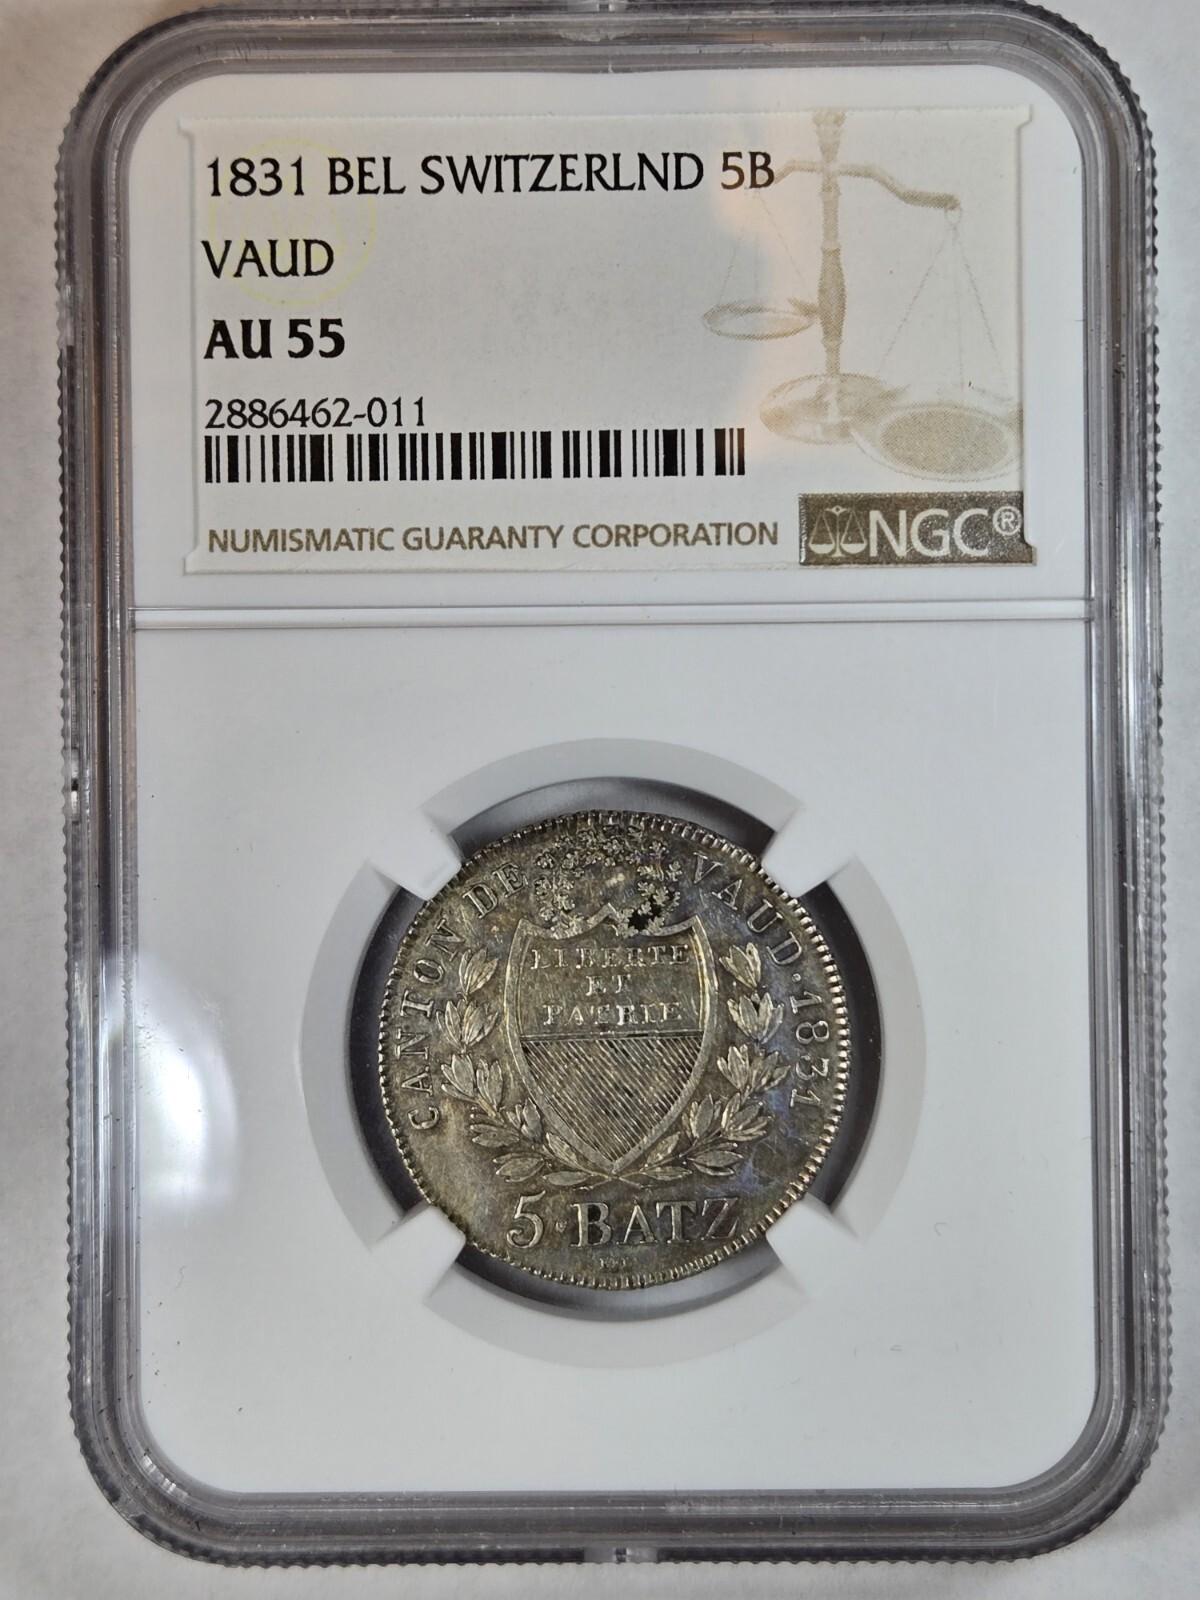 1831 BEL SWITZERLND 5B
VAUD
AU 55
2886462-011
NUMISMATIC GUARANTY CORPORATION
NGC®
CANTON DE VAUD·1831
LIBERTE
ET
PATRIE
5·BATZ